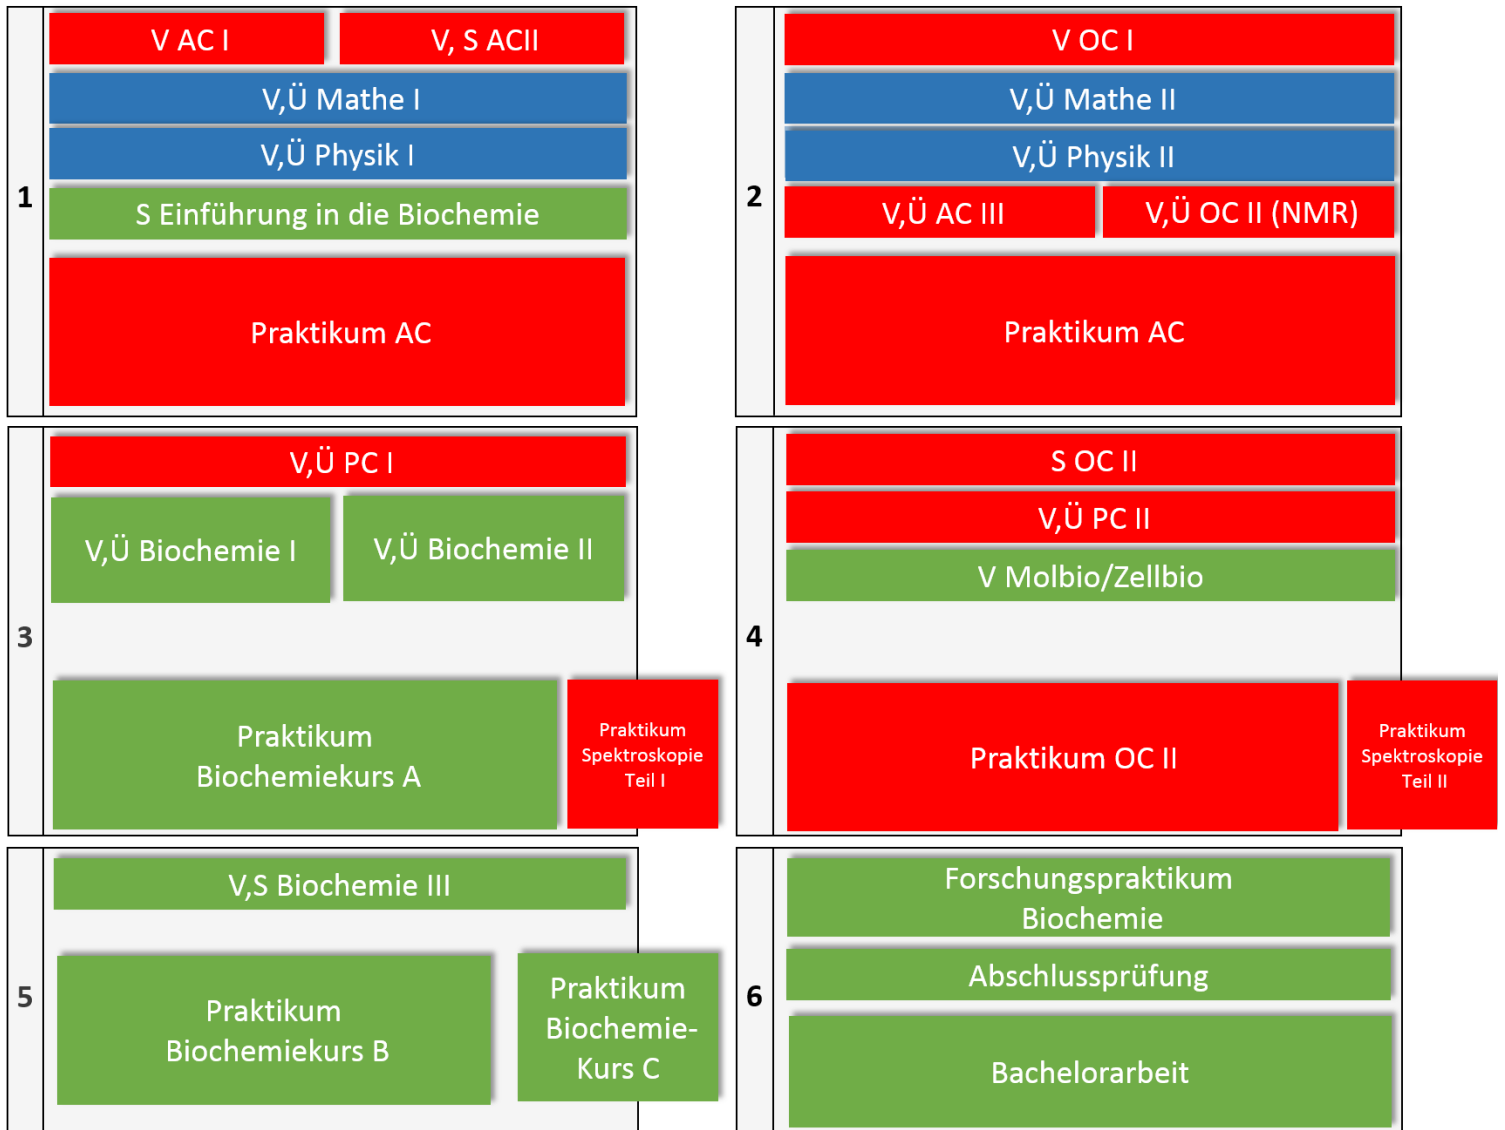 1
V AC I
V, S ACII
V,Ü Mathe I
V,Ü Physik I
S Einführung in die Biochemie
Praktikum AC
2
V OC I
V,Ü Mathe II
V,Ü Physik II
V,Ü AC III
V,Ü OC II (NMR)
Praktikum AC
3
V,Ü PC I
V,Ü Biochemie I
V,Ü Biochemie II
Praktikum
Biochemiekurs A
Praktikum
Spektroskopie
Teil I
4
S OC II
V,Ü PC II
V Molbio/Zellbio
Praktikum OC II
Praktikum
Spektroskopie
Teil II
5
V,S Biochemie III
Praktikum
Biochemiekurs B
Praktikum
Biochemie-
Kurs C
6
Forschungspraktikum
Biochemie
Abschlussprüfung
Bachelorarbeit